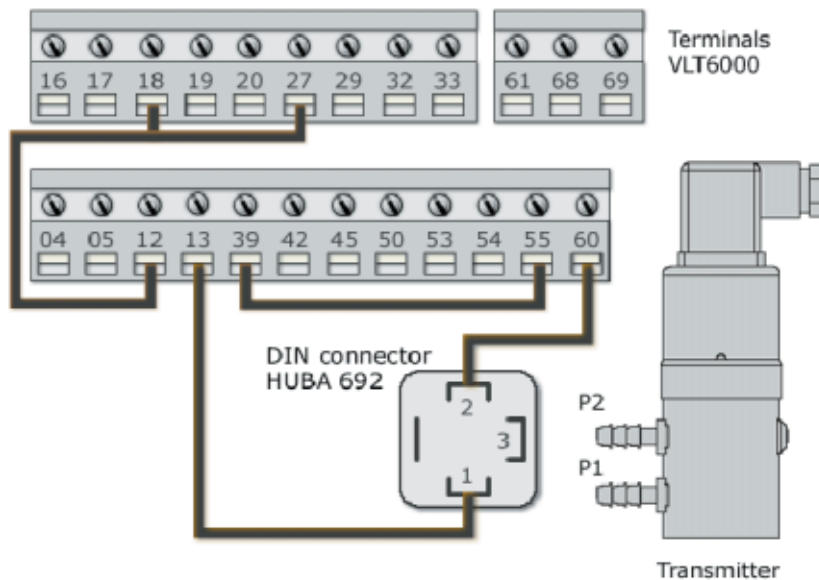 Terminals
VLT6000
16 17 18 19 20 27 29 32 33 61 68 69
04 05 12 13 39 42 45 50 53 54 55 60
DIN connector
HUBA 692
2
3
1
P2
P1
Transmitter